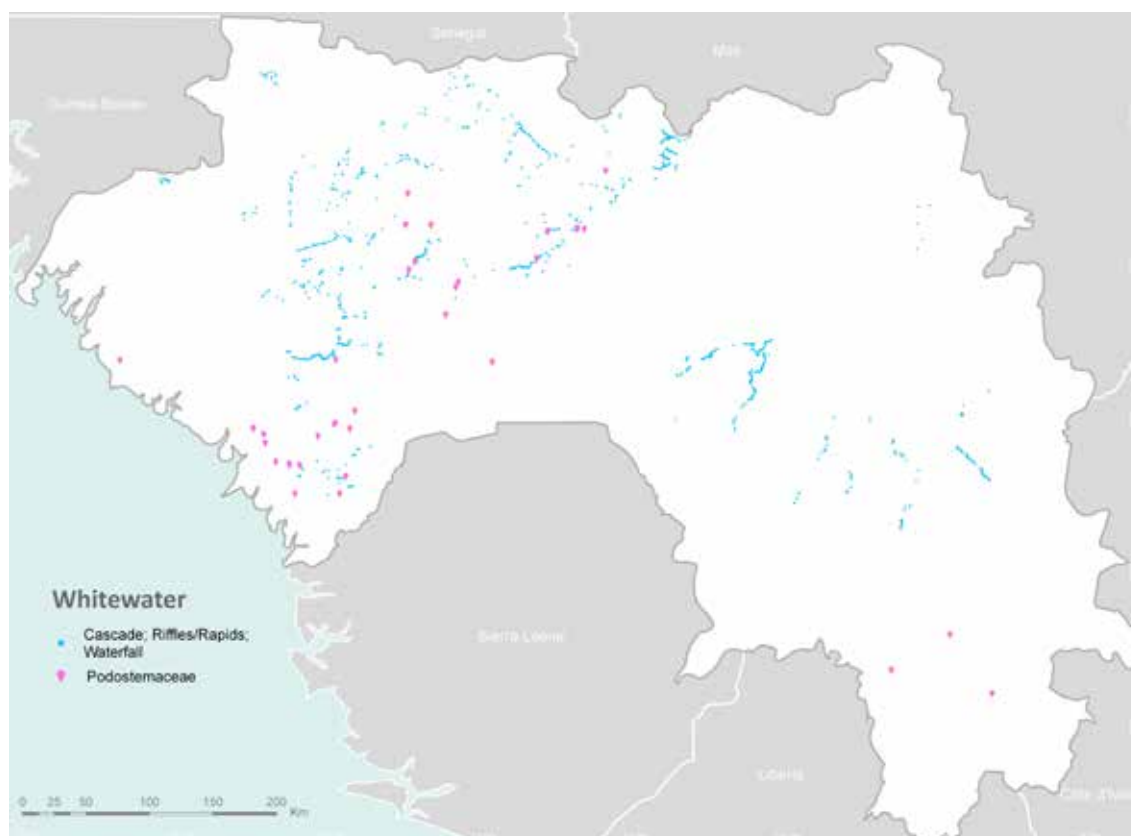 Senegal
Mali
Guinea Bissau
Whitewater
Cascade; Riffles/Rapids;
Waterfall
Podostemaceae
Sierra Leone
Liberia
Côte d'Ivoi
0 25 50 100 150 200
Km